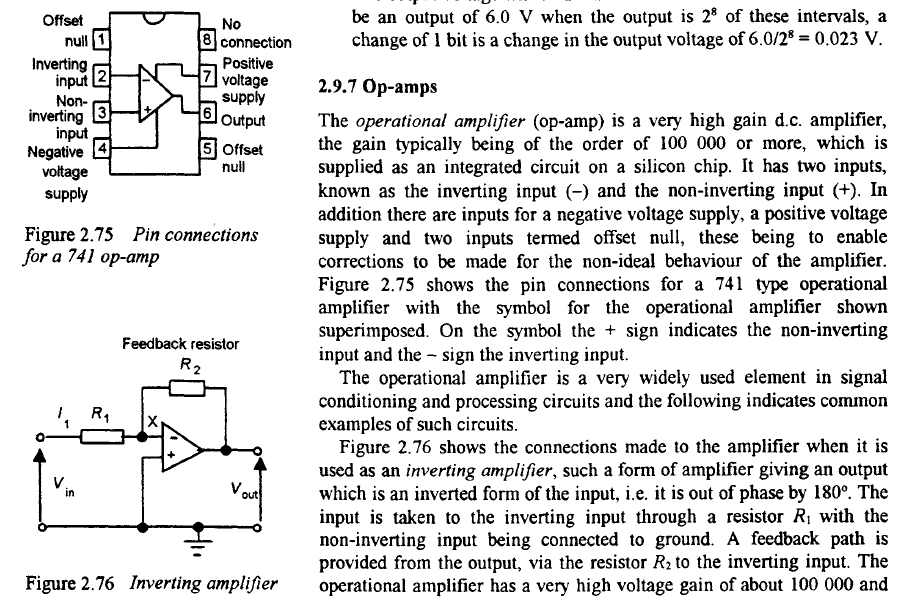 Offset
null 1
Inverting
input 2
Non-
inverting 3
input
Negative 4
voltage
supply
No
8 connection
Positive
7 voltage
supply
6 Output
5 Offset
null
−
+
Figure 2.75 Pin connections
for a 741 op-amp
Feedback resistor
R2
I1 R1 X
−
+
Vin
Vout
Figure 2.76 Inverting amplifier
be an output of 6.0 V when the output is 2⁸ of these intervals, a
change of 1 bit is a change in the output voltage of 6.0/2⁸ = 0.023 V.
2.9.7 Op-amps
The operational amplifier (op-amp) is a very high gain d.c. amplifier,
the gain typically being of the order of 100 000 or more, which is
supplied as an integrated circuit on a silicon chip. It has two inputs,
known as the inverting input (−) and the non-inverting input (+). In
addition there are inputs for a negative voltage supply, a positive voltage
supply and two inputs termed offset null, these being to enable
corrections to be made for the non-ideal behaviour of the amplifier.
Figure 2.75 shows the pin connections for a 741 type operational
amplifier with the symbol for the operational amplifier shown
superimposed. On the symbol the + sign indicates the non-inverting
input and the − sign the inverting input.
The operational amplifier is a very widely used element in signal
conditioning and processing circuits and the following indicates common
examples of such circuits.
Figure 2.76 shows the connections made to the amplifier when it is
used as an inverting amplifier, such a form of amplifier giving an output
which is an inverted form of the input, i.e. it is out of phase by 180°. The
input is taken to the inverting input through a resistor R1 with the
non-inverting input being connected to ground. A feedback path is
provided from the output, via the resistor R2 to the inverting input. The
operational amplifier has a very high voltage gain of about 100 000 and